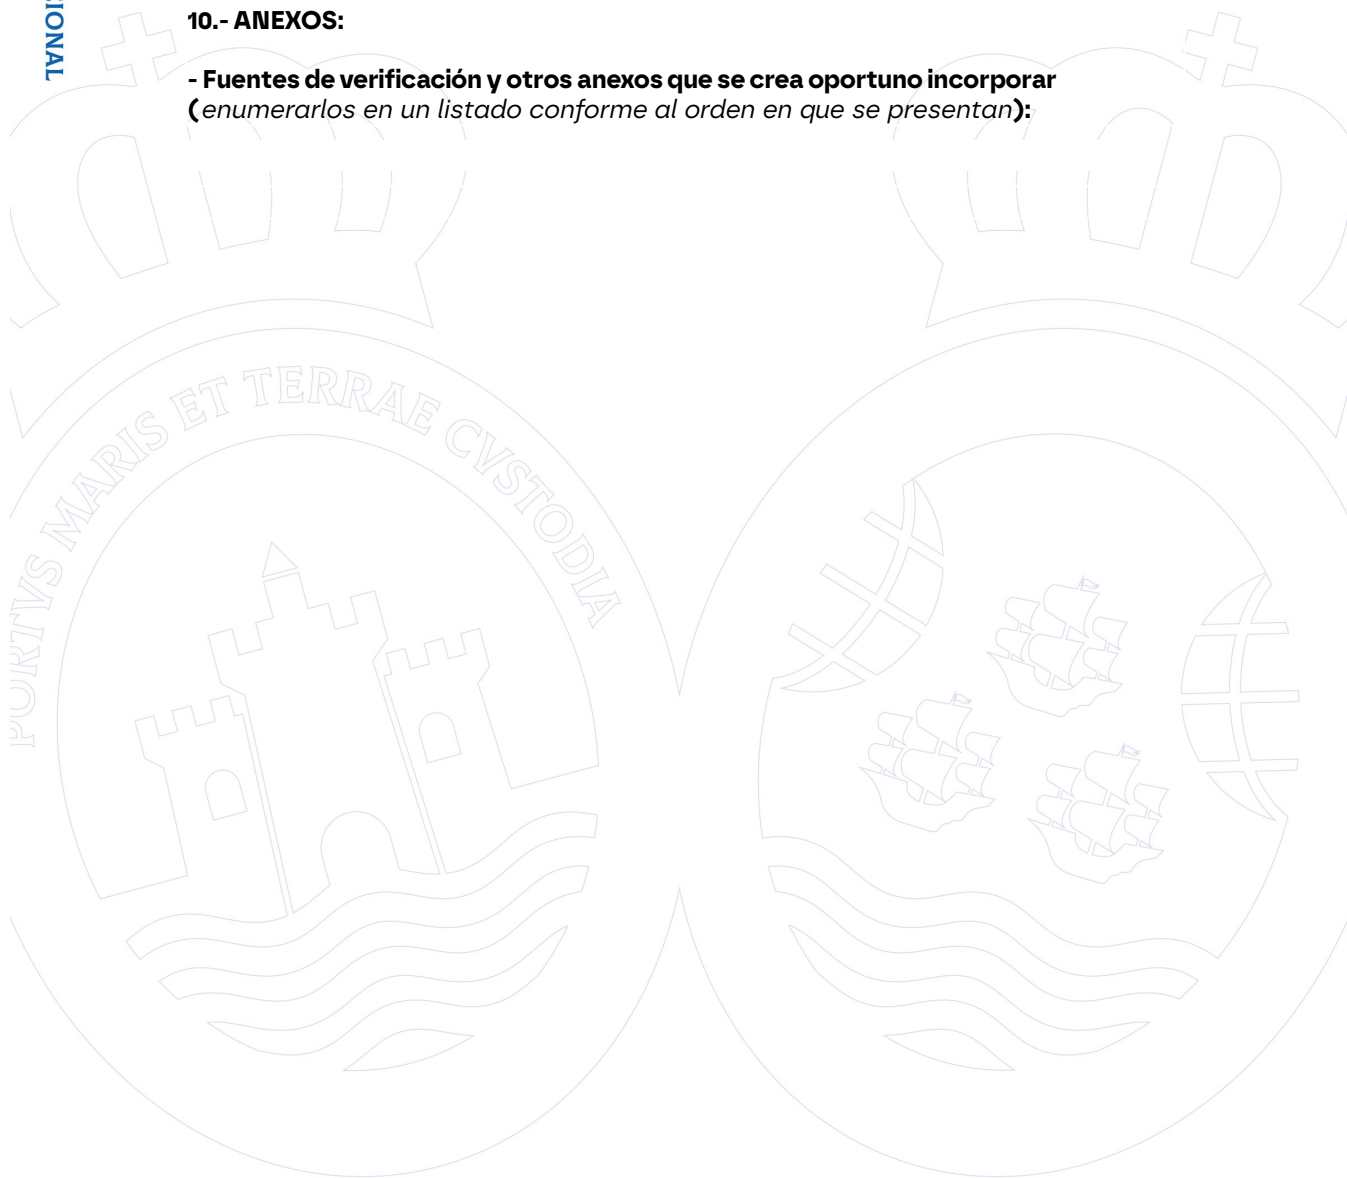 IONAL
10.- ANEXOS:
- Fuentes de verificación y otros anexos que se crea oportuno incorporar
(enumerarlos en un listado conforme al orden en que se presentan):
PORTVS MARIS ET TERRAE CVSTODIA